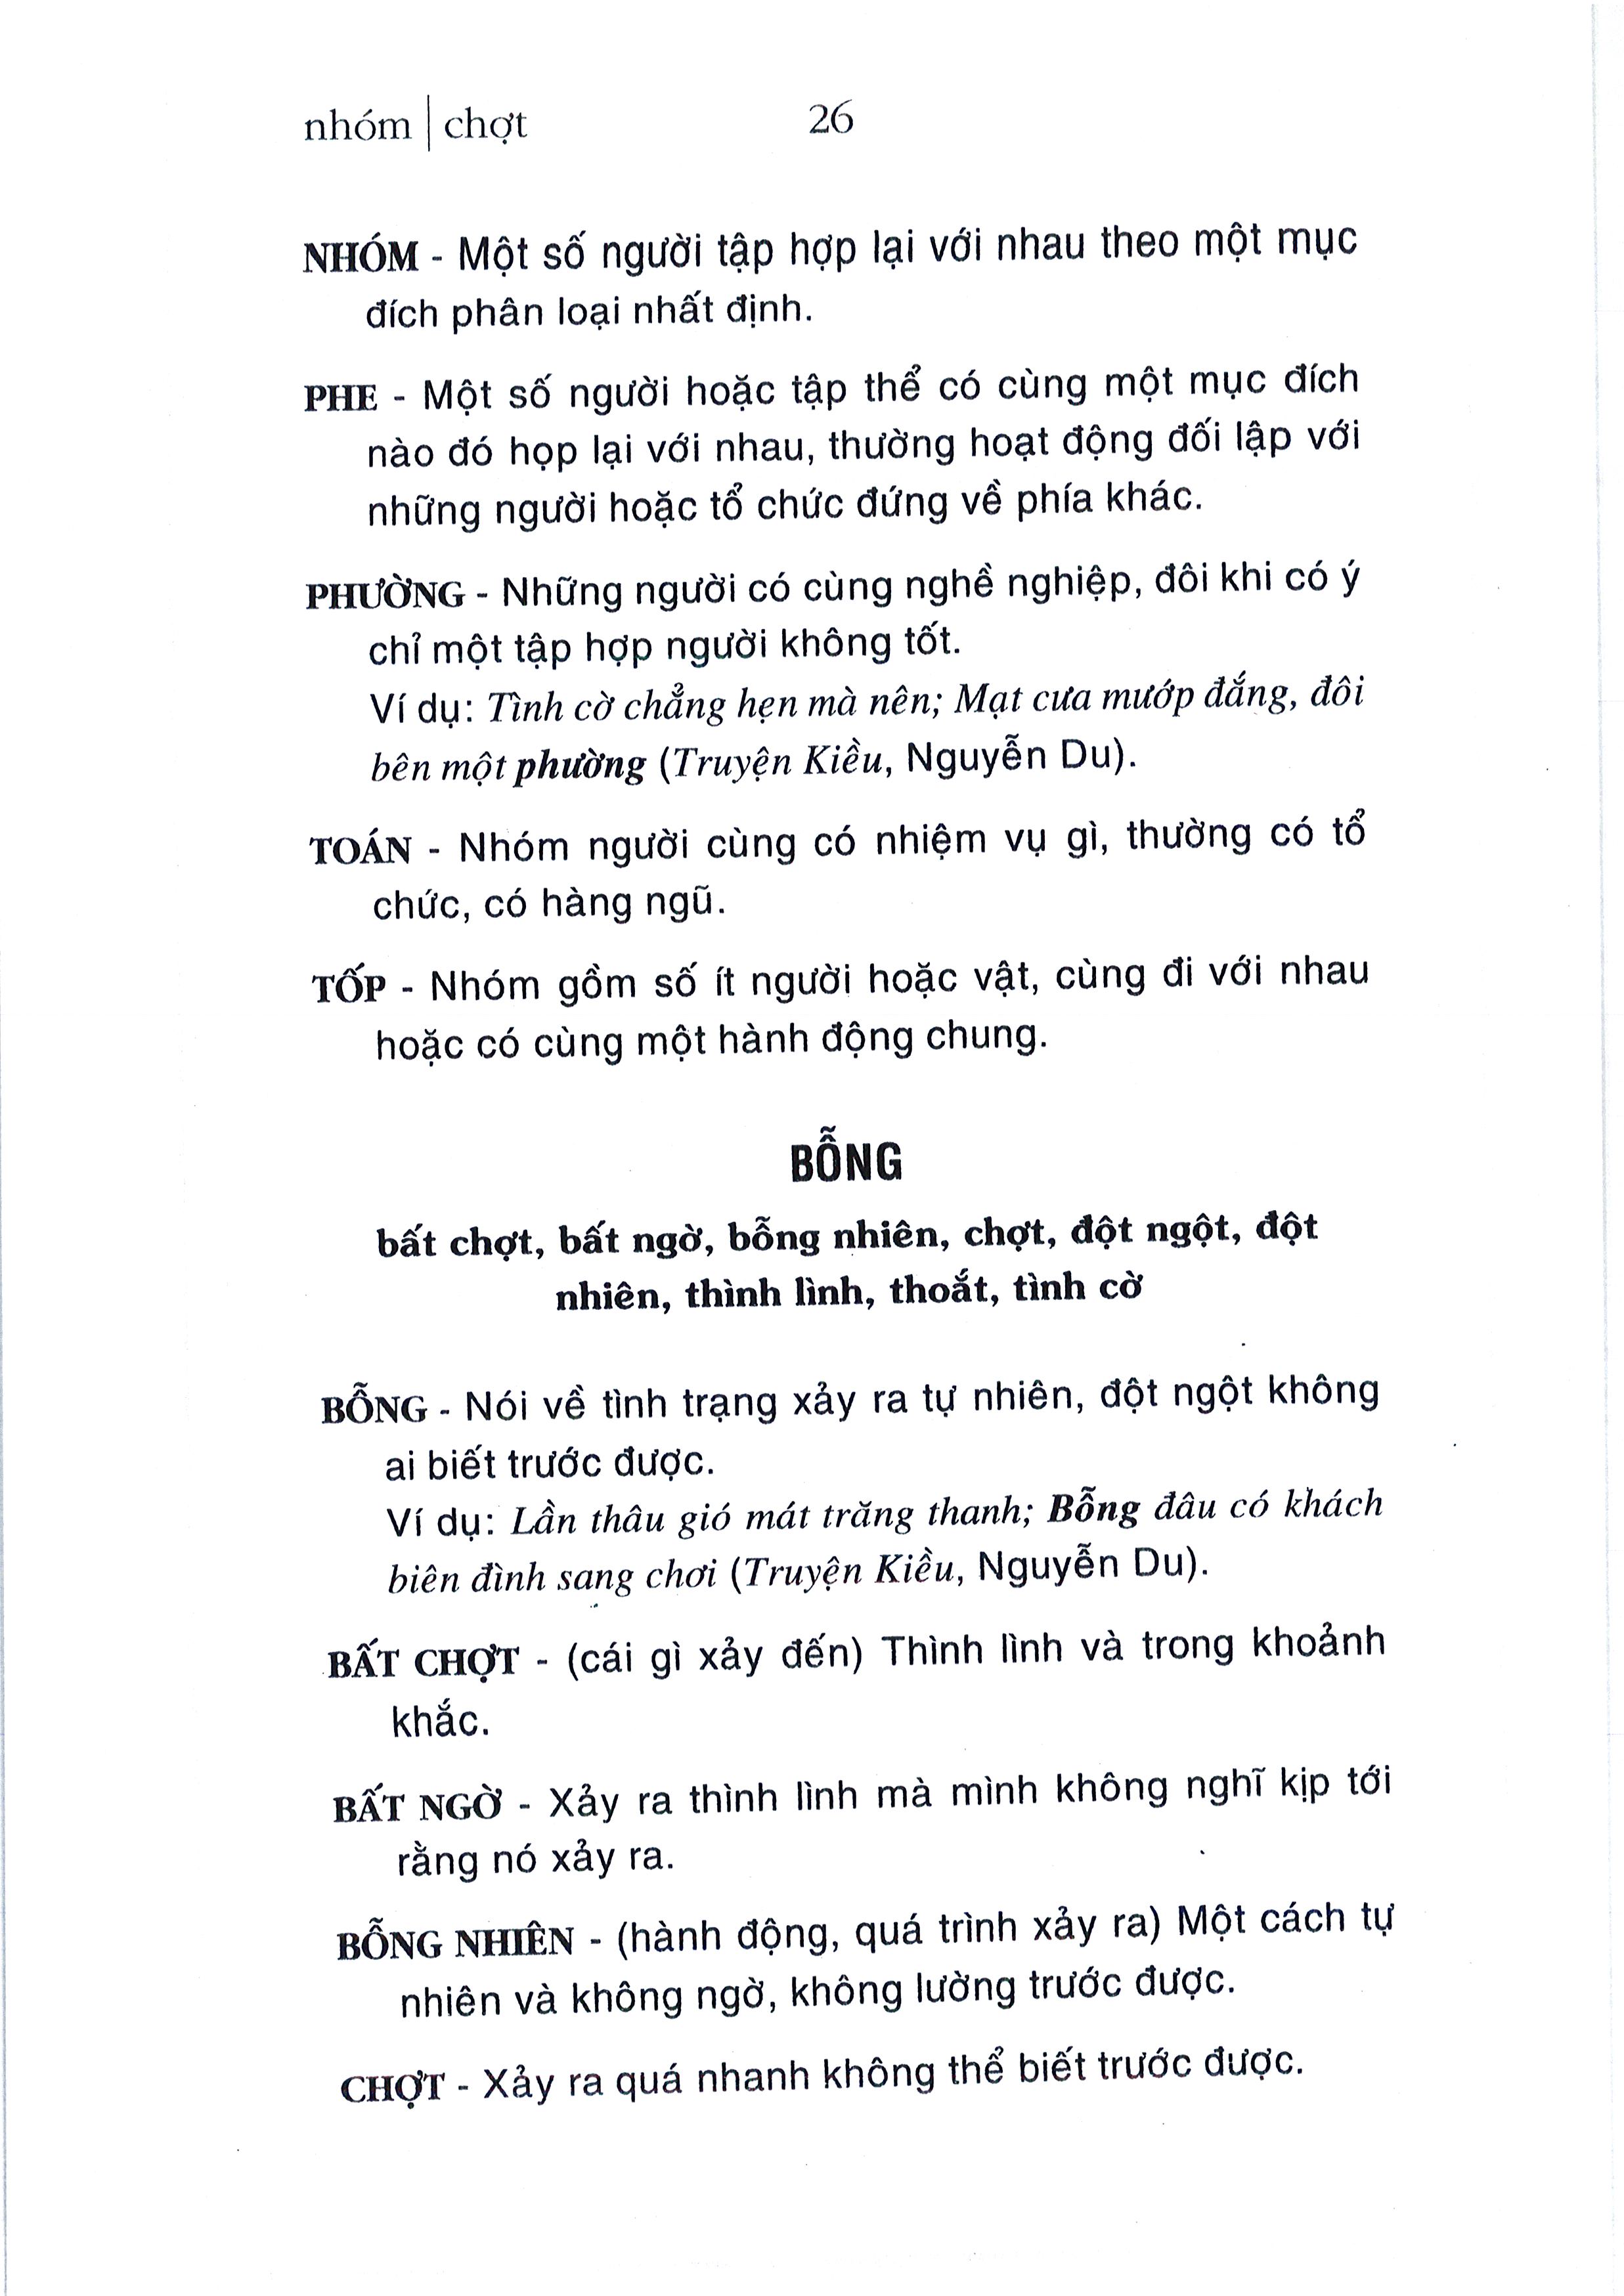 nhóm | chợt 26
NHÓM - Một số người tập hợp lại với nhau theo một mục
đích phân loại nhất định.
PHE - Một số người hoặc tập thể có cùng một mục đích
nào đó họp lại với nhau, thường hoạt động đối lập với
những người hoặc tổ chức đứng về phía khác.
PHƯỜNG - Những người có cùng nghề nghiệp, đôi khi có ý
chỉ một tập hợp người không tốt.
Ví dụ: Tình cờ chẳng hẹn mà nên; Mạt cưa mướp đắng, đôi
bên một phường (Truyện Kiều, Nguyễn Du).
TOÁN - Nhóm người cùng có nhiệm vụ gì, thường có tổ
chức, có hàng ngũ.
TỐP - Nhóm gồm số ít người hoặc vật, cùng đi với nhau
hoặc có cùng một hành động chung.
BỖNG
bất chợt, bất ngờ, bỗng nhiên, chợt, đột ngột, đột
nhiên, thình lình, thoắt, tình cờ
BỖNG - Nói về tình trạng xảy ra tự nhiên, đột ngột không
ai biết trước được.
Ví dụ: Lần thâu gió mát trăng thanh; Bỗng đâu có khách
biên đình sang chơi (Truyện Kiều, Nguyễn Du).
BẤT CHỢT - (cái gì xảy đến) Thình lình và trong khoảnh
khắc.
BẤT NGỜ - Xảy ra thình lình mà mình không nghĩ kịp tới
rằng nó xảy ra.
BỖNG NHIÊN - (hành động, quá trình xảy ra) Một cách tự
nhiên và không ngờ, không lường trước được.
CHỢT - Xảy ra quá nhanh không thể biết trước được.